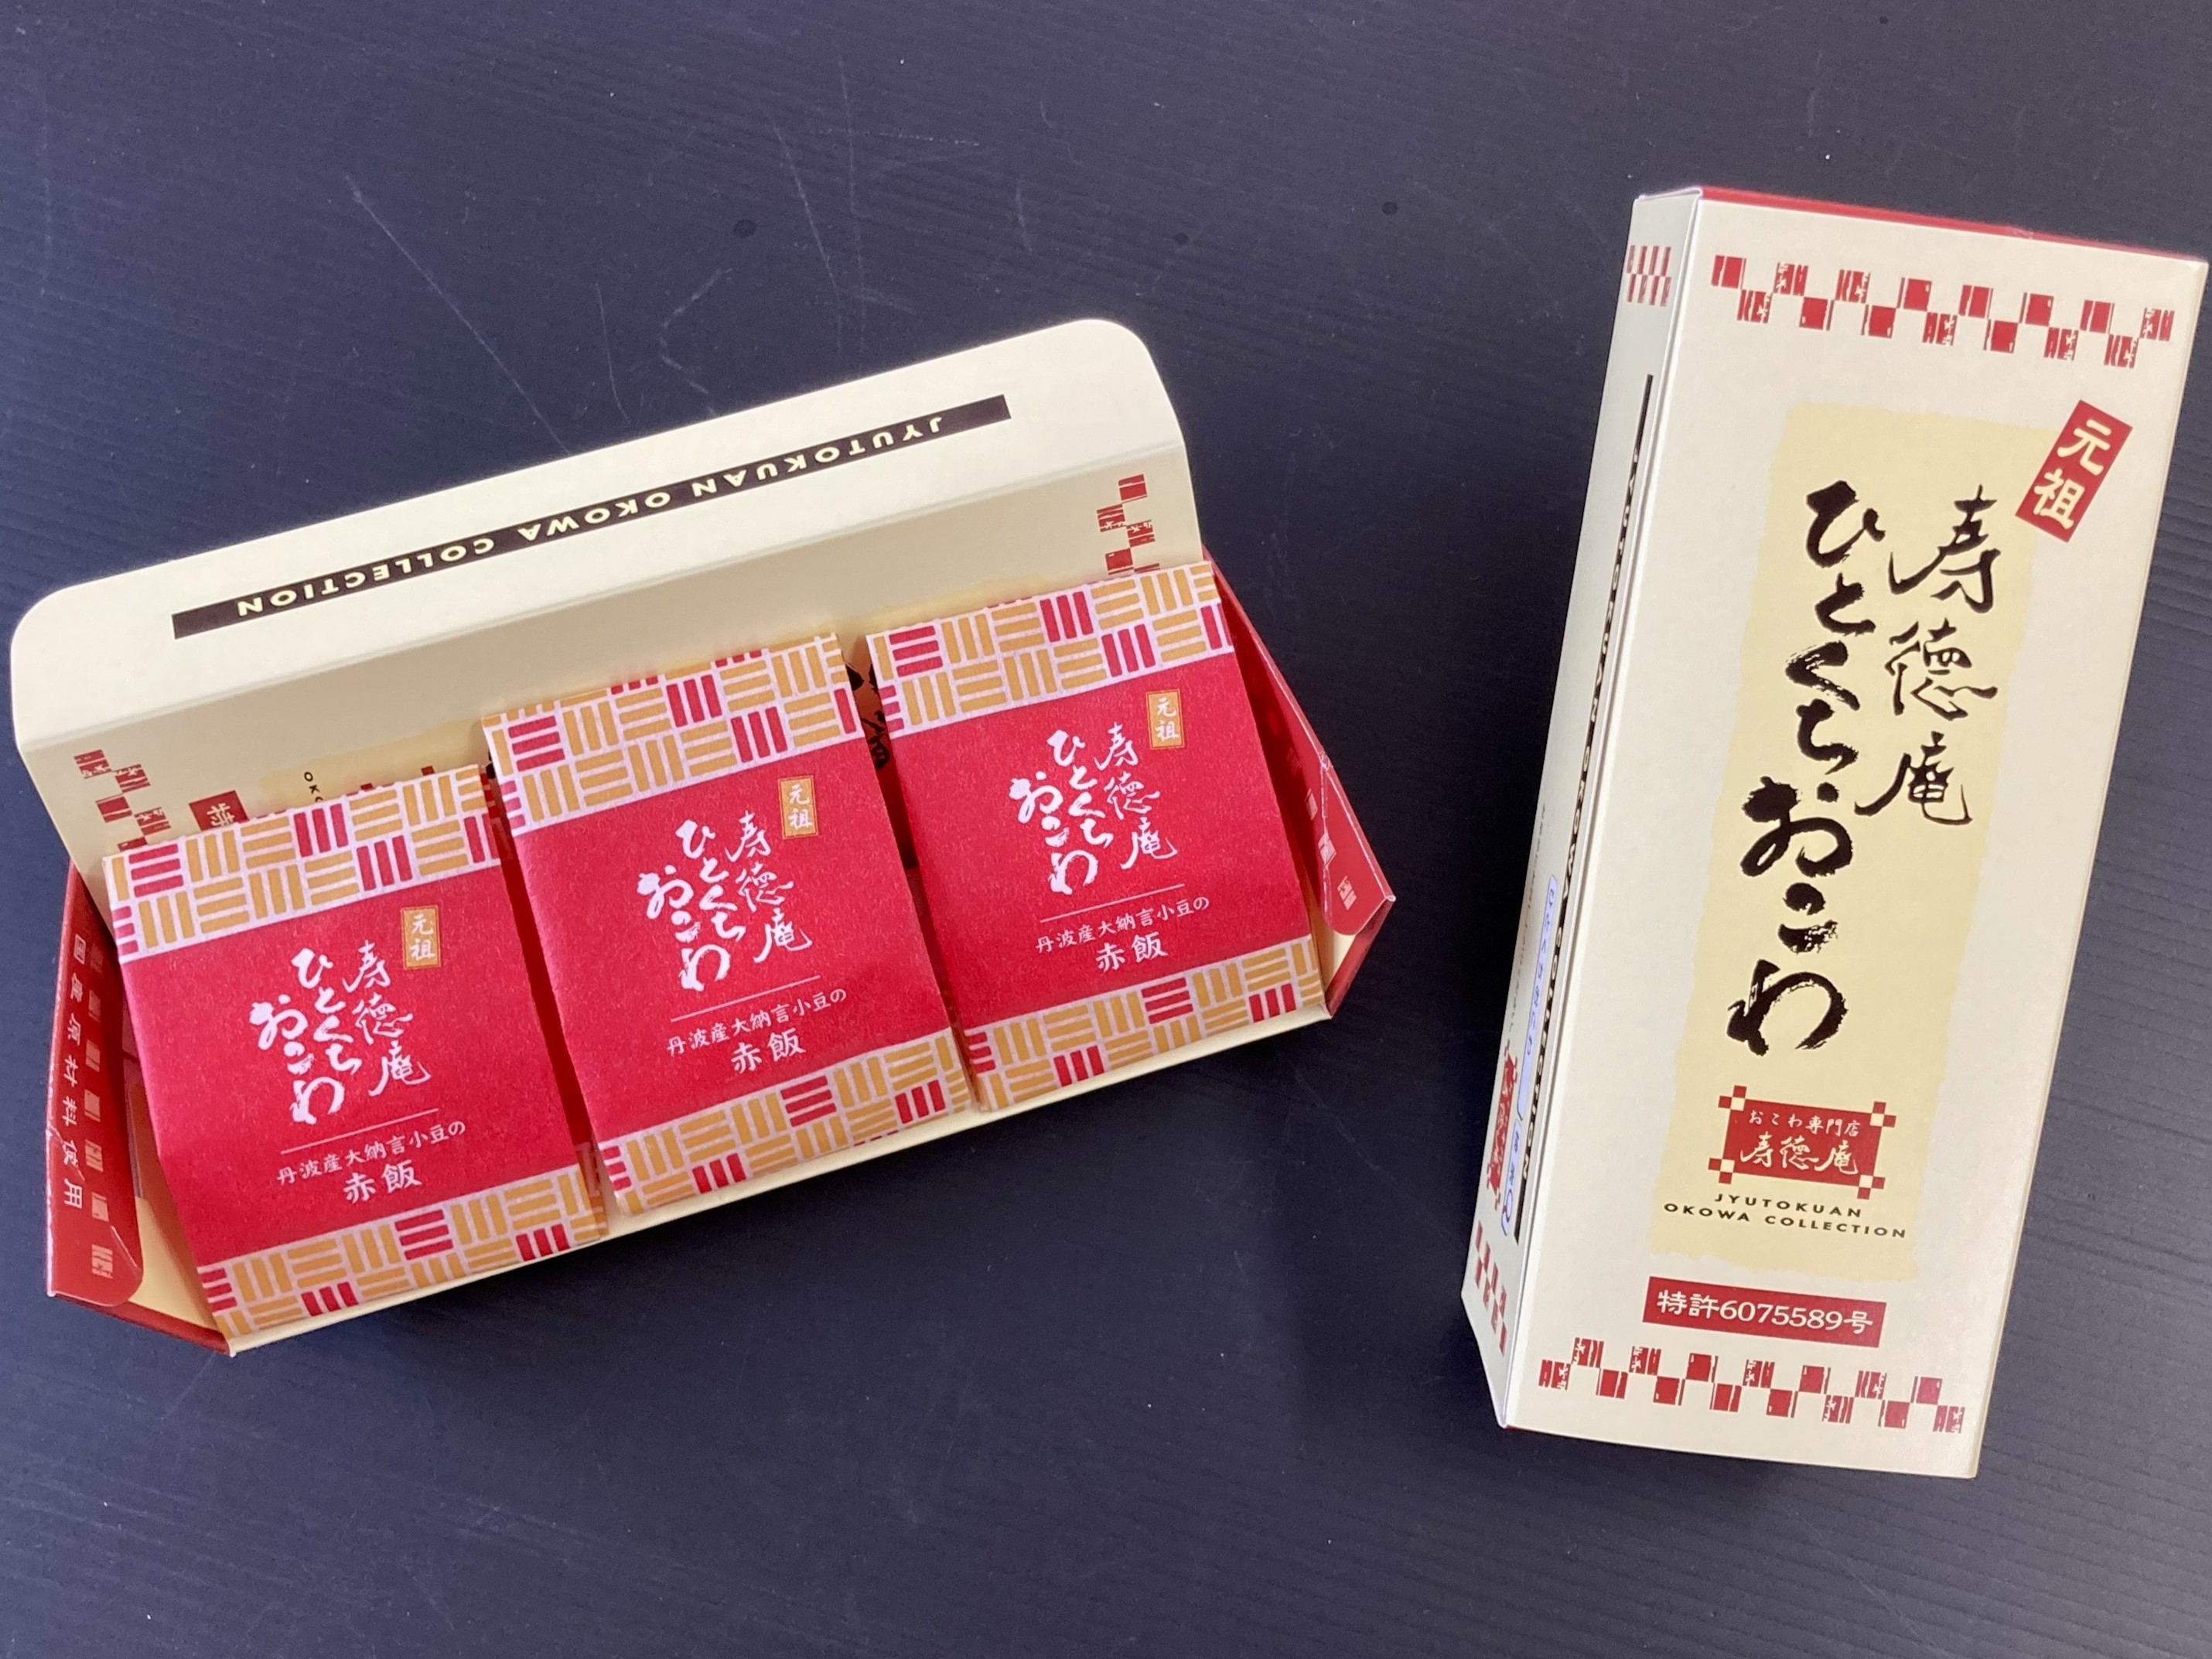 JYUTOKUAN OKOWA COLLECTION
元祖
寿徳庵
ひとくち
おこわ
丹波産大納言小豆の
赤飯
元祖
寿徳庵
ひとくち
おこわ
丹波産大納言小豆の
赤飯
元祖
寿徳庵
ひとくち
おこわ
丹波産大納言小豆の
赤飯
国産原材料使用
元祖
寿徳庵
ひとくちおこわ
おこわ専門店
寿徳庵
JYUTOKUAN
OKOWA COLLECTION
特許6075589号
JYUTOKUAN OKOWA COLLECTION